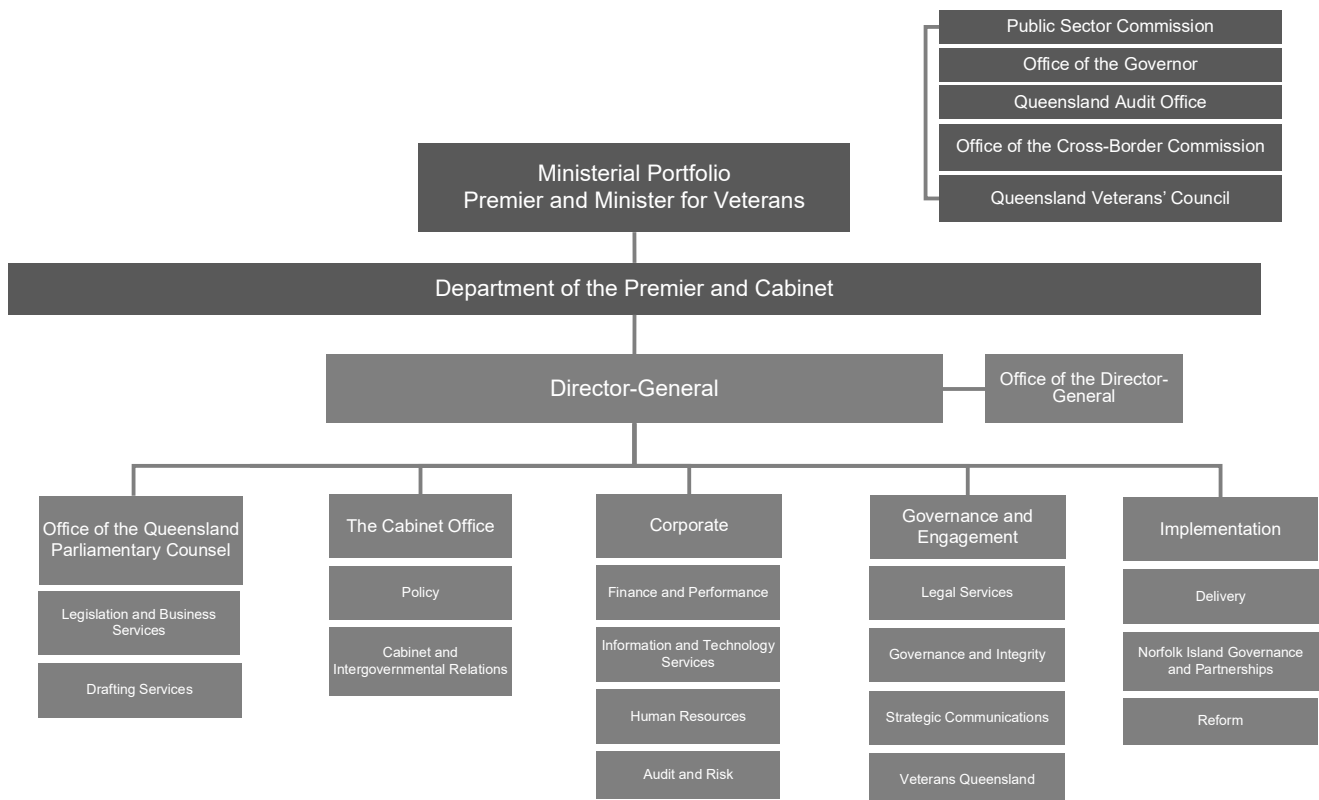 Public Sector Commission
Office of the Governor
Queensland Audit Office
Office of the Cross-Border Commission
Queensland Veterans’ Council
Ministerial Portfolio
Premier and Minister for Veterans
Department of the Premier and Cabinet
Director-General
Office of the Director-
General
Office of the Queensland
Parliamentary Counsel
Legislation and Business
Services
Drafting Services
The Cabinet Office
Policy
Cabinet and
Intergovernmental Relations
Corporate
Finance and Performance
Information and Technology
Services
Human Resources
Audit and Risk
Governance and
Engagement
Legal Services
Governance and Integrity
Strategic Communications
Veterans Queensland
Implementation
Delivery
Norfolk Island Governance
and Partnerships
Reform